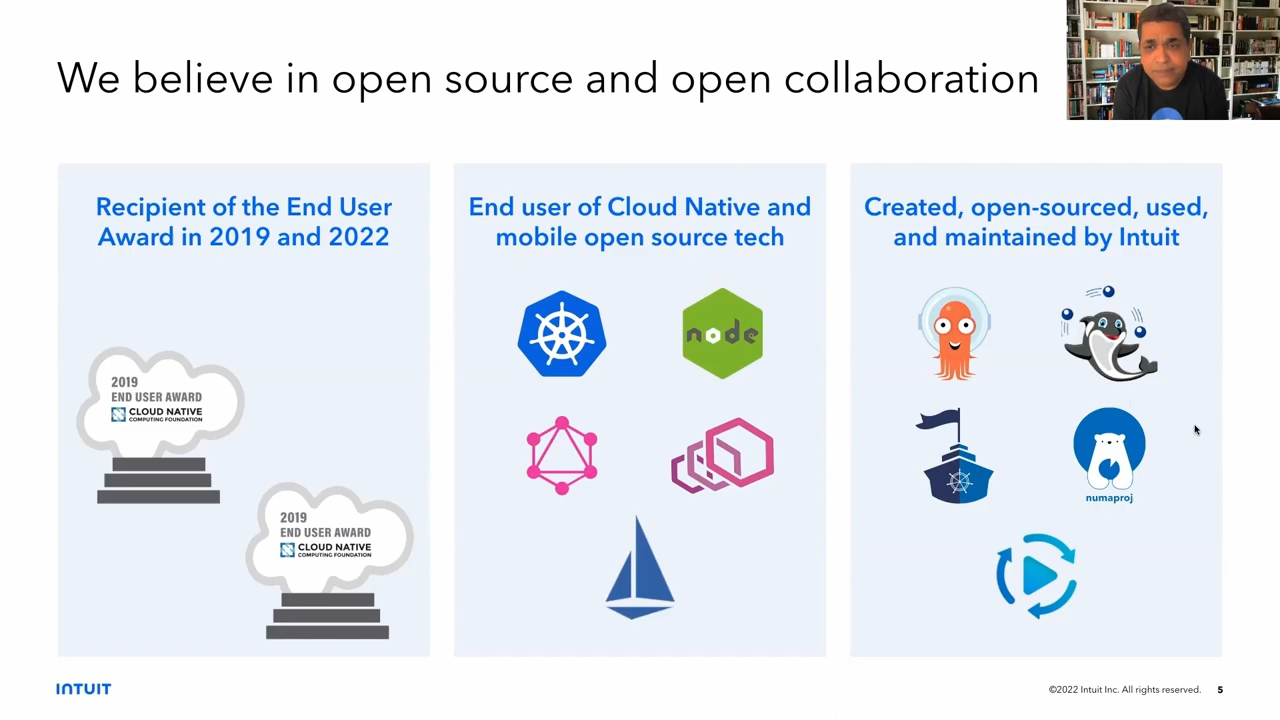 We believe in open source and open collaboration
Recipient of the End User
Award in 2019 and 2022
2019
END USER AWARD
CLOUD NATIVE
COMPUTING FOUNDATION
2019
END USER AWARD
CLOUD NATIVE
COMPUTING FOUNDATION
End user of Cloud Native and
mobile open source tech
node
Created, open-sourced, used,
and maintained by Intuit
numaproj
INTUIT
©2022 Intuit Inc. All rights reserved. 5